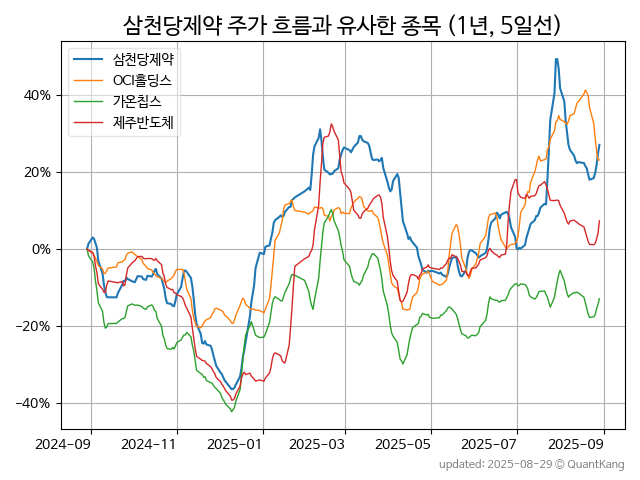 삼천당제약 주가 흐름과 유사한 종목 (1년, 5일선)
삼천당제약
OCI홀딩스
가온칩스
제주반도체
40%
20%
0%
−20%
−40%
2024-09 2024-11 2025-01 2025-03 2025-05 2025-07 2025-09
updated: 2025-08-29 © QuantKang